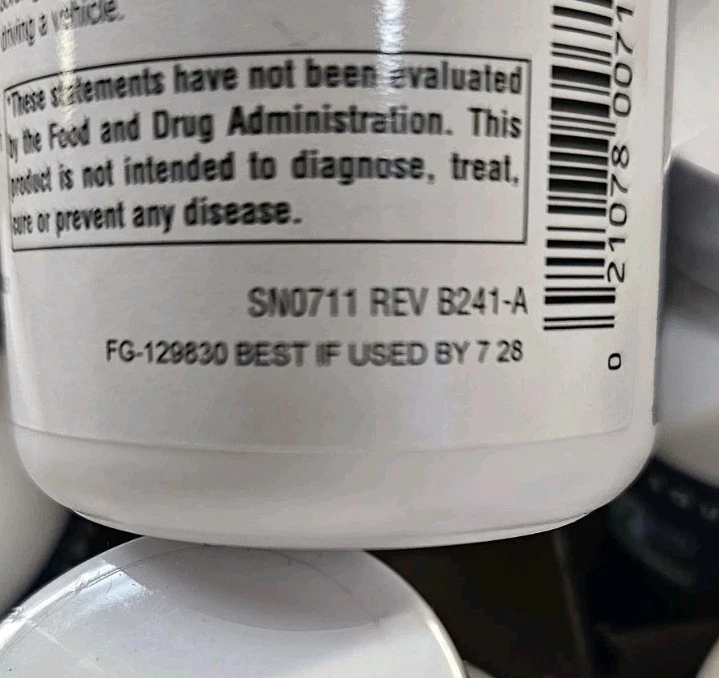 driving a vehicle.
*These statements have not been evaluated
by the Food and Drug Administration. This
product is not intended to diagnose, treat,
cure or prevent any disease.
SN0711 REV B241-A
FG-129830 BEST IF USED BY 7 28
0 21078 0071